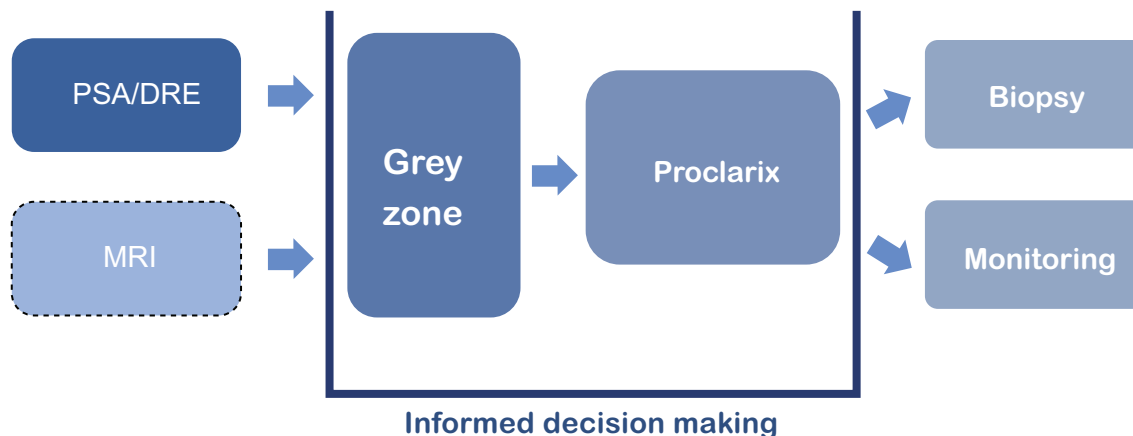 PSA/DRE
MRI
Grey
zone
Proclarix
Biopsy
Monitoring
Informed decision making